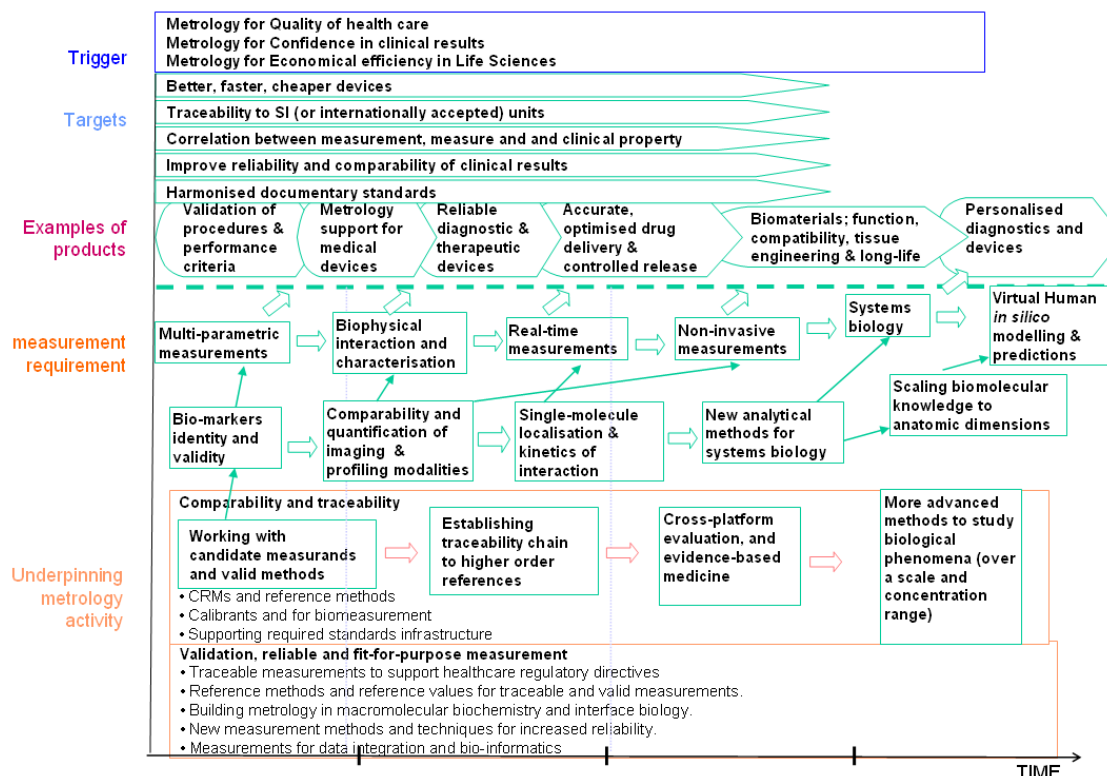 Trigger
Metrology for Quality of health care
Metrology for Confidence in clinical results
Metrology for Economical efficiency in Life Sciences
Targets
Better, faster, cheaper devices
Traceability to SI (or internationally accepted) units
Correlation between measurement, measure and and clinical property
Improve reliability and comparability of clinical results
Harmonised documentary standards
Examples of
products
Validation of
procedures &
performance
criteria
Metrology
support for
medical
devices
Reliable
diagnostic &
therapeutic
devices
Accurate,
optimised drug
delivery &
controlled release
Biomaterials; function,
compatibility, tissue
engineering & long-life
Personalised
diagnostics and
devices
measurement
requirement
Multi-parametric
measurements
Biophysical
interaction and
characterisation
Real-time
measurements
Non-invasive
measurements
Systems
biology
Virtual Human
in silico
modelling &
predictions
Bio-markers
identity and
validity
Comparability and
quantification of
imaging &
profiling modalities
Single-molecule
localisation &
kinetics of
interaction
New analytical
methods for
systems biology
Scaling biomolecular
knowledge to
anatomic dimensions
Underpinning
metrology
activity
Comparability and traceability
Working with
candidate measurands
and valid methods
Establishing
traceability chain
to higher order
references
Cross-platform
evaluation, and
evidence-based
medicine
More advanced
methods to study
biological
phenomena (over
a scale and
concentration
range)
• CRMs and reference methods
• Calibrants and for biomeasurement
• Supporting required standards infrastructure
Validation, reliable and fit-for-purpose measurement
• Traceable measurements to support healthcare regulatory directives
• Reference methods and reference values for traceable and valid measurements.
• Building metrology in macromolecular biochemistry and interface biology.
• New measurement methods and techniques for increased reliability.
• Measurements for data integration and bio-informatics
TIME